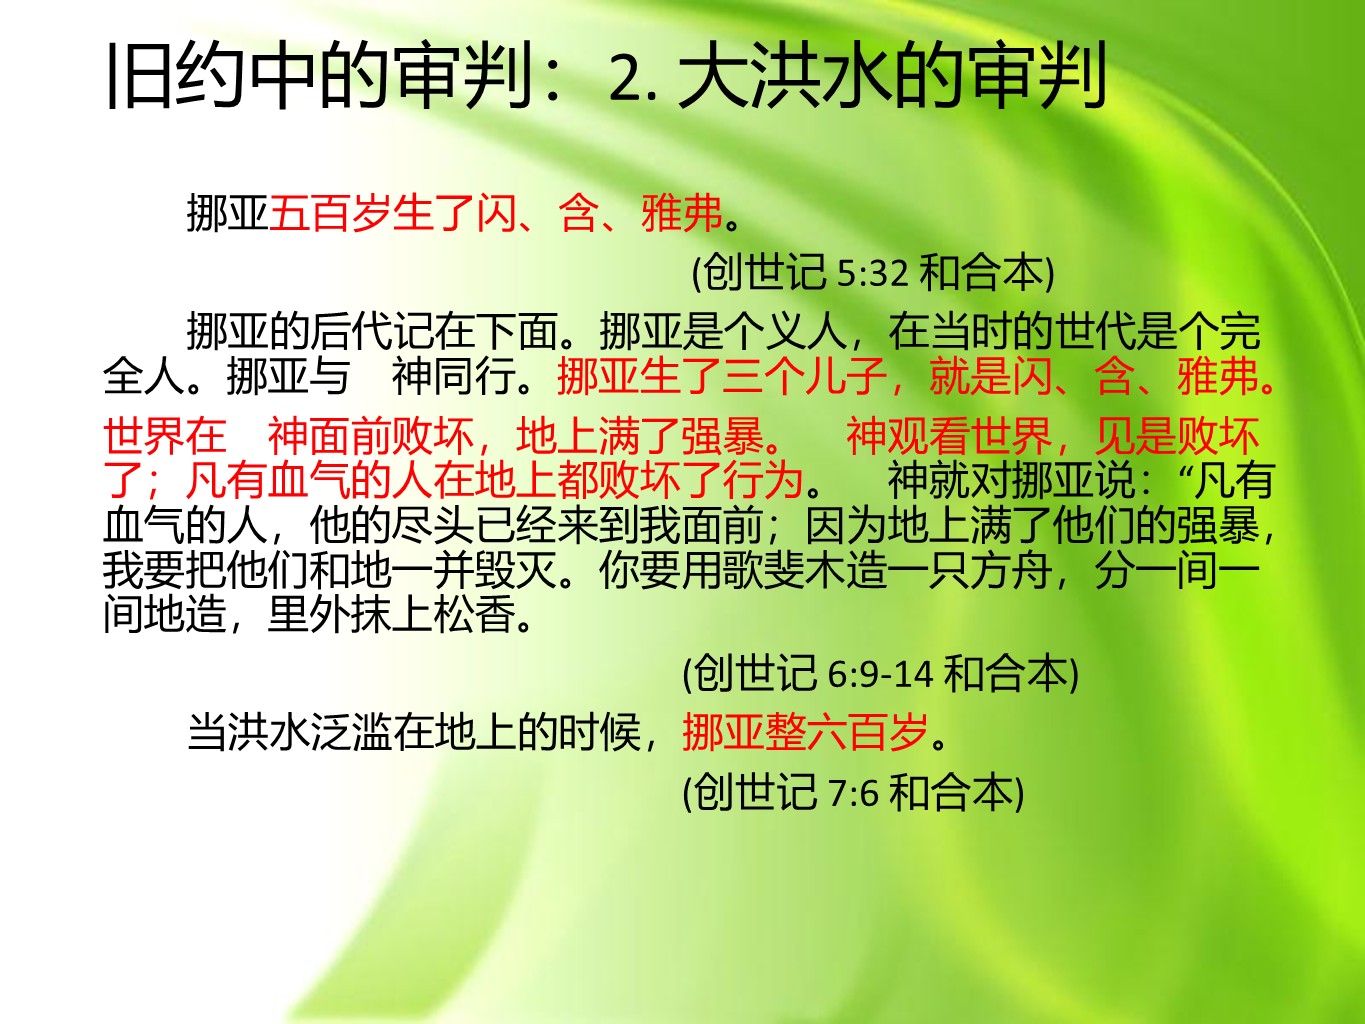 旧约中的审判：2. 大洪水的审判
挪亚五百岁生了闪、含、雅弗。
(创世记 5:32 和合本)
挪亚的后代记在下面。挪亚是个义人，在当时的世代是个完
全人。挪亚与　神同行。挪亚生了三个儿子，就是闪、含、雅弗。
世界在　神面前败坏，地上满了强暴。　神观看世界，见是败坏
了；凡有血气的人在地上都败坏了行为。　神就对挪亚说：“凡有
血气的人，他的尽头已经来到我面前；因为地上满了他们的强暴，
我要把他们和地一并毁灭。你要用歌斐木造一只方舟，分一间一
间地造，里外抹上松香。
(创世记 6:9-14 和合本)
当洪水泛滥在地上的时候，挪亚整六百岁。
(创世记 7:6 和合本)